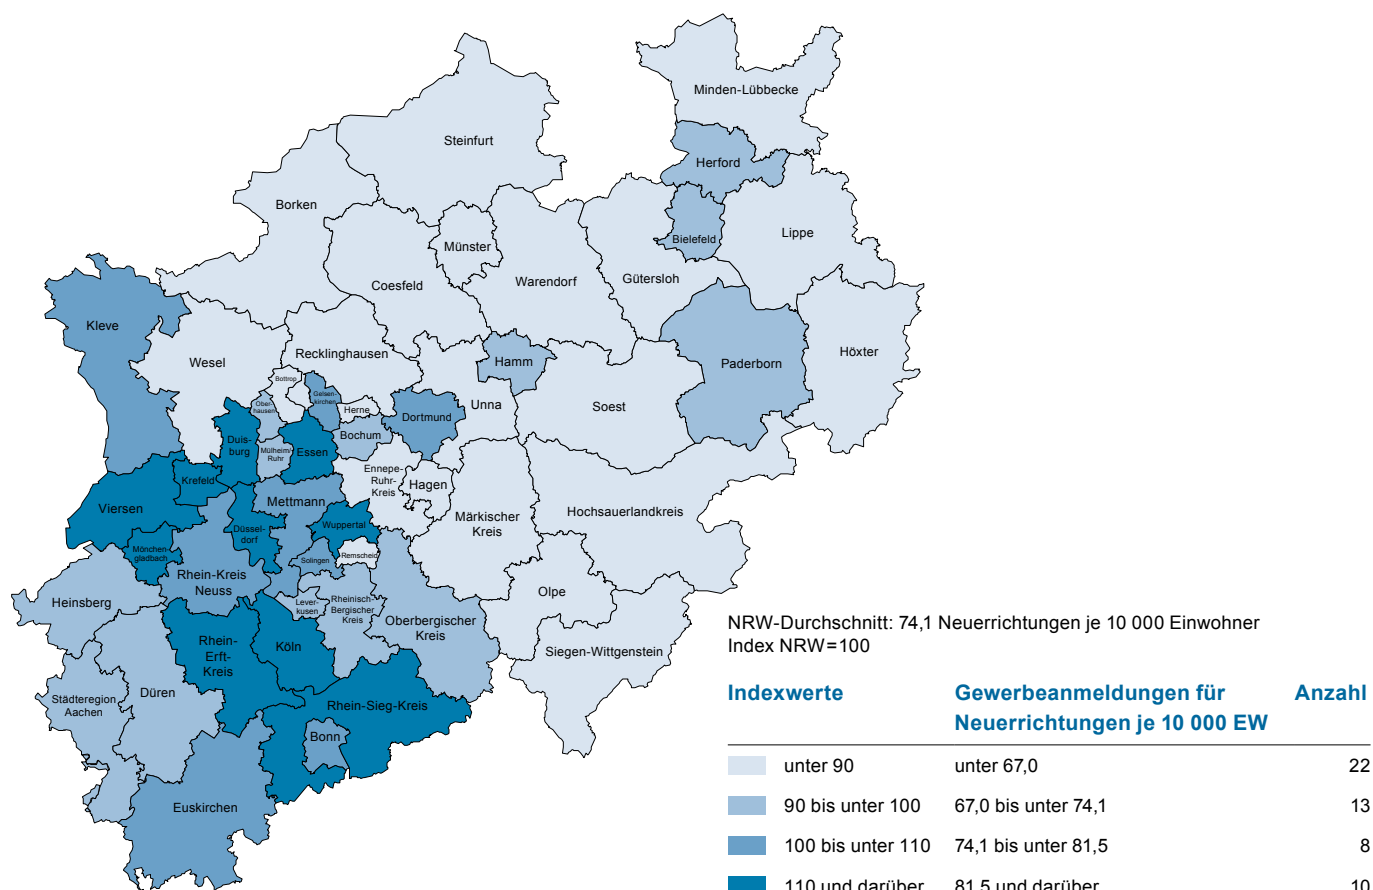 Minden-Lübbecke
Steinfurt
Herford
Borken
Lippe
Bielefeld
Münster
Gütersloh
Warendorf
Coesfeld
Kleve
Höxter
Recklinghausen
Wesel
Hamm
Paderborn
Bottrop
Gelsen-
kirchen
Ober-
hausen
Herne
Unna
Soest
Dortmund
Bochum
Duis-
burg
Mülheim/
Ruhr
Essen
Ennepe-
Ruhr-
Kreis
Hagen
Krefeld
Mettmann
Viersen
Märkischer
Kreis
Hochsauerlandkreis
Düssel-
dorf
Wuppertal
Mönchen-
gladbach
Solingen
Remscheid
Rhein-Kreis
Neuss
Heinsberg
Lever-
kusen
Rheinisch-
Bergischer
Kreis
Oberbergischer
Kreis
Olpe
Rhein-
Erft-
Kreis
Köln
Siegen-Wittgenstein
Städteregion
Aachen
Düren
Rhein-Sieg-Kreis
Bonn
Euskirchen
NRW-Durchschnitt: 74,1 Neuerrichtungen je 10 000 Einwohner
Index NRW=100
Indexwerte Gewerbeanmeldungen für Anzahl
Neuerrichtungen je 10 000 EW
unter 90 unter 67,0 22
90 bis unter 100 67,0 bis unter 74,1 13
100 bis unter 110 74,1 bis unter 81,5 8
110 und darüber 81,5 und darüber 10